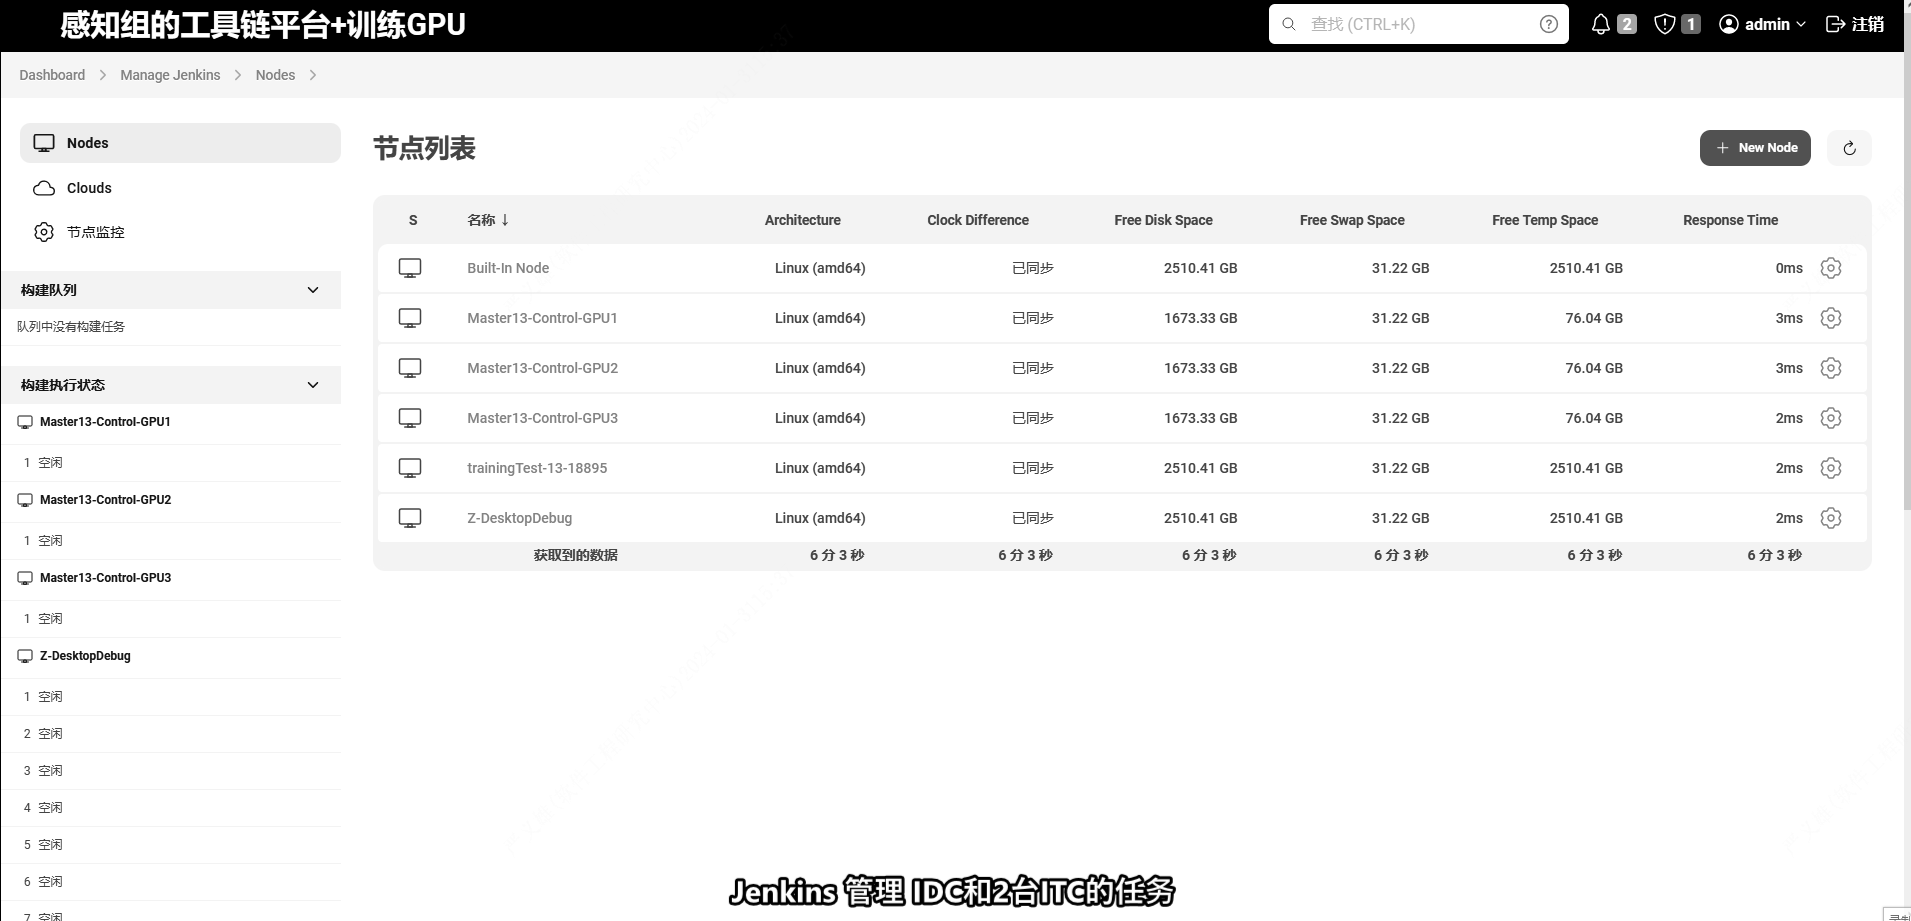 感知组的工具链平台+训练GPU
查找 (CTRL+K)
2
1
admin
注销
Dashboard
Manage Jenkins
Nodes
Nodes
Clouds
节点监控
构建队列
队列中没有构建任务
构建执行状态
Master13-Control-GPU1
1 空闲
Master13-Control-GPU2
1 空闲
Master13-Control-GPU3
1 空闲
Z-DesktopDebug
1 空闲
2 空闲
3 空闲
4 空闲
5 空闲
6 空闲
7 空闲
节点列表
New Node
S 名称 ↓ Architecture Clock Difference Free Disk Space Free Swap Space Free Temp Space Response Time
Built-In Node Linux (amd64) 已同步 2510.41 GB 31.22 GB 2510.41 GB 0ms
Master13-Control-GPU1 Linux (amd64) 已同步 1673.33 GB 31.22 GB 76.04 GB 3ms
Master13-Control-GPU2 Linux (amd64) 已同步 1673.33 GB 31.22 GB 76.04 GB 3ms
Master13-Control-GPU3 Linux (amd64) 已同步 1673.33 GB 31.22 GB 76.04 GB 2ms
trainingTest-13-18895 Linux (amd64) 已同步 2510.41 GB 31.22 GB 2510.41 GB 2ms
Z-DesktopDebug Linux (amd64) 已同步 2510.41 GB 31.22 GB 2510.41 GB 2ms
获取到的数据 6 分 3 秒 6 分 3 秒 6 分 3 秒 6 分 3 秒 6 分 3 秒 6 分 3 秒
Jenkins 管理 IDC和2台ITC的任务